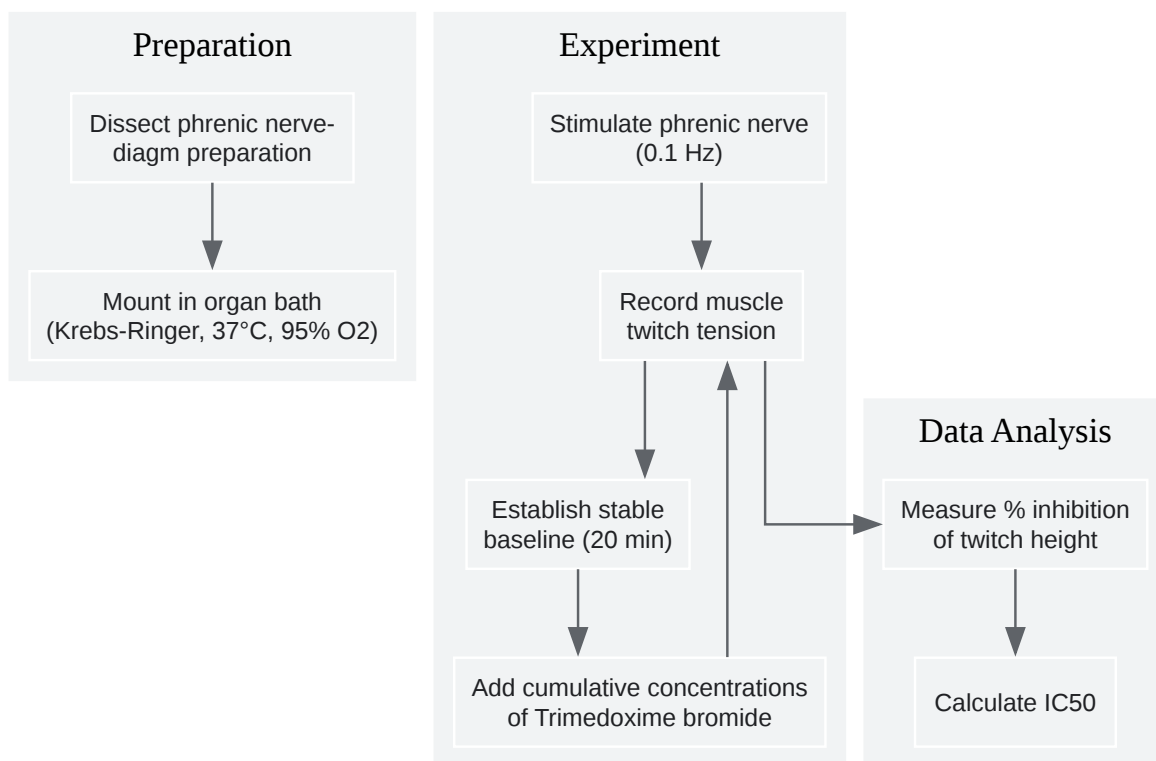 Preparation
Dissect phrenic nerve-
diagm preparation
Mount in organ bath
(Krebs-Ringer, 37°C, 95% O2)
Experiment
Stimulate phrenic nerve
(0.1 Hz)
Record muscle
twitch tension
Establish stable
baseline (20 min)
Add cumulative concentrations
of Trimedoxime bromide
Data Analysis
Measure % inhibition
of twitch height
Calculate IC50